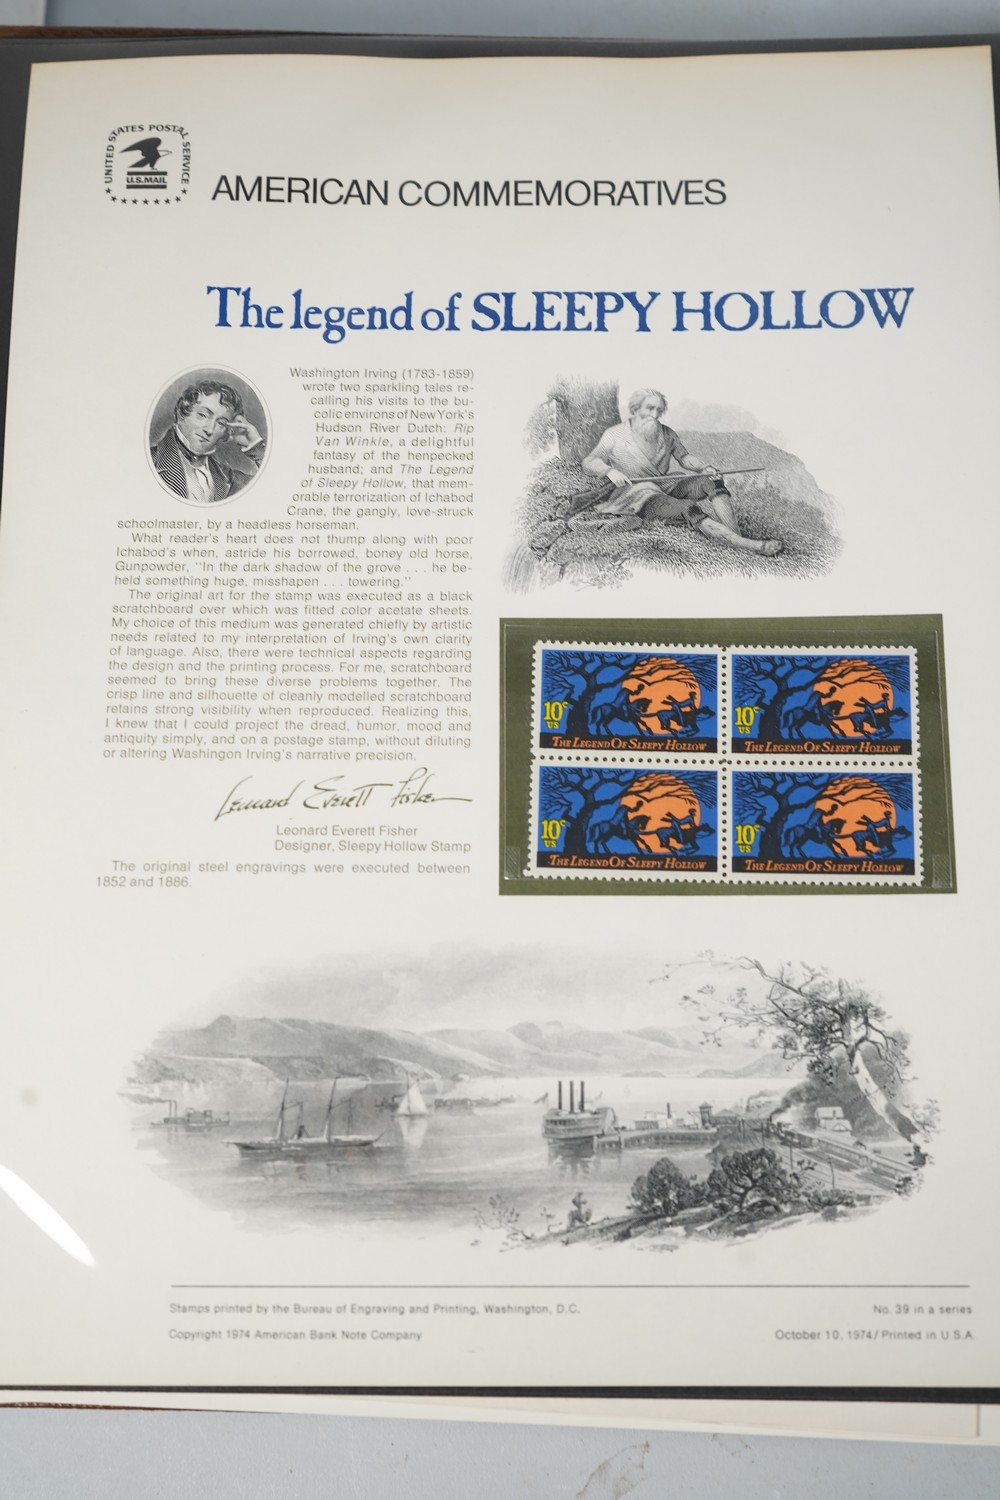 UNITED STATES POSTAL SERVICE
U.S.MAIL
AMERICAN COMMEMORATIVES
The legend of SLEEPY HOLLOW
Washington Irving (1783-1859)
wrote two sparkling tales re-
calling his visits to the bu-
colic environs of New York's
Hudson River Dutch: Rip
Van Winkle, a delightful
fantasy of the henpecked
husband; and The Legend
of Sleepy Hollow, that mem-
orable terrorization of Ichabod
Crane, the gangly, love-struck
schoolmaster, by a headless horseman.
What reader's heart does not thump along with poor
Ichabod's when, astride his borrowed, boney old horse,
Gunpowder, "In the dark shadow of the grove . . . he be-
held something huge, misshapen . . . towering."
The original art for the stamp was executed as a black
scratchboard over which was fitted color acetate sheets.
My choice of this medium was generated chiefly by artistic
needs related to my interpretation of Irving's own clarity
of language. Also, there were technical aspects regarding
the design and the printing process. For me, scratchboard
seemed to bring these diverse problems together. The
crisp line and silhouette of cleanly modelled scratchboard
retains strong visibility when reproduced. Realizing this,
I knew that I could project the dread, humor, mood and
antiquity simply, and on a postage stamp, without diluting
or altering Washingon Irving's narrative precision.
Leonard Everett Fisher
Leonard Everett Fisher
Designer, Sleepy Hollow Stamp
The original steel engravings were executed between
1852 and 1886.
10c
US
THE LEGEND OF SLEEPY HOLLOW
10c
US
THE LEGEND OF SLEEPY HOLLOW
10c
US
THE LEGEND OF SLEEPY HOLLOW
10c
US
THE LEGEND OF SLEEPY HOLLOW
Stamps printed by the Bureau of Engraving and Printing, Washington, D.C.
No. 39 in a series
Copyright 1974 American Bank Note Company
October 10, 1974/Printed in U.S.A.